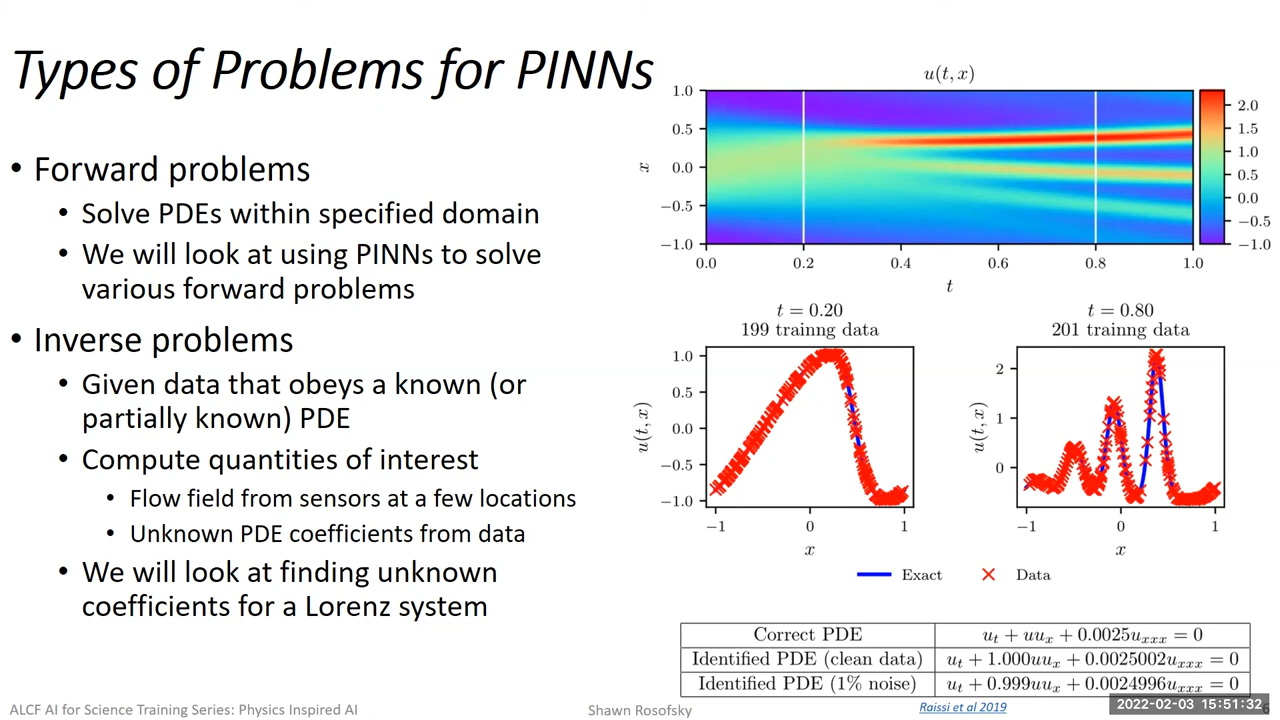 Types of Problems for PINNs
• Forward problems
• Solve PDEs within specified domain
• We will look at using PINNs to solve
various forward problems
• Inverse problems
• Given data that obeys a known (or
partially known) PDE
• Compute quantities of interest
• Flow field from sensors at a few locations
• Unknown PDE coefficients from data
• We will look at finding unknown
coefficients for a Lorenz system
u(t, x)
1.0
0.5
0.0
−0.5
−1.0
x
0.0 0.2 0.4 0.6 0.8 1.0
t
2.0
1.5
1.0
0.5
0.0
−0.5
−1.0
t = 0.20
199 trainng data
1.0
0.5
0.0
−0.5
−1.0
u(t, x)
−1 0 1
x
t = 0.80
201 trainng data
2
1
0
u(t, x)
−1 0 1
x
Exact Data
Correct PDE u_t + uu_x + 0.0025u_xxx = 0
Identified PDE (clean data) u_t + 1.000uu_x + 0.0025002u_xxx = 0
Identified PDE (1% noise) u_t + 0.999uu_x + 0.0024996u_xxx = 0
ALCF AI for Science Training Series: Physics Inspired AI
Shawn Rosofsky
Raissi et al 2019
2022-02-03 15:51:32